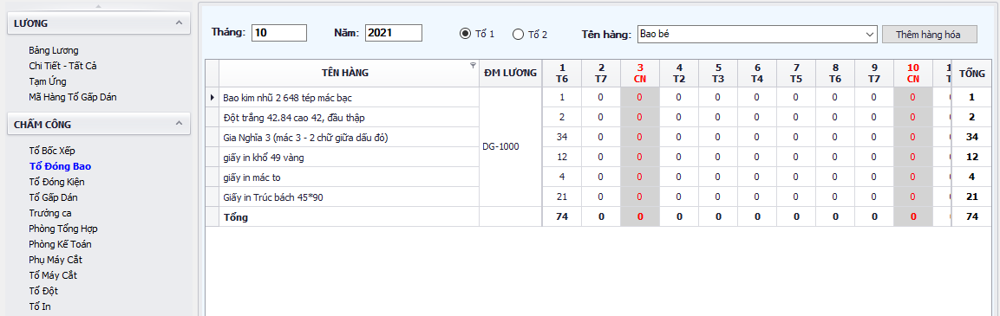 LƯƠNG
Bảng Lương
Chi Tiết - Tất Cả
Tạm Ứng
Mã Hàng Tổ Gấp Dán
CHẤM CÔNG
Tổ Bốc Xếp
Tổ Đóng Bao
Tổ Đóng Kiện
Tổ Gấp Dán
Trưởng ca
Phòng Tổng Hợp
Phòng Kế Toán
Phụ Máy Cắt
Tổ Máy Cắt
Tổ Đột
Tổ In
Tháng: 10 Năm: 2021 Tổ 1 Tổ 2 Tên hàng: Bao bé Thêm hàng hóa
TÊN HÀNG ĐM LƯƠNG 1 2 3 4 5 6 7 8 9 10 1 TỔNG
T6 T7 CN T2 T3 T4 T5 T6 T7 CN T
Bao kim nhũ 2 648 tép mác bạc 1 0 0 0 0 0 0 0 0 0 0 1
Đột trắng 42.84 cao 42, đầu thập 2 0 0 0 0 0 0 0 0 0 0 2
Gia Nghĩa 3 (mác 3 - 2 chữ giữa dấu đỏ) 34 0 0 0 0 0 0 0 0 0 0 34
DG-1000
giấy in khổ 49 vàng 12 0 0 0 0 0 0 0 0 0 0 12
giấy in mác to 4 0 0 0 0 0 0 0 0 0 0 4
Giấy in Trúc bách 45*90 21 0 0 0 0 0 0 0 0 0 0 21
Tổng 74 0 0 0 0 0 0 0 0 0 0 74